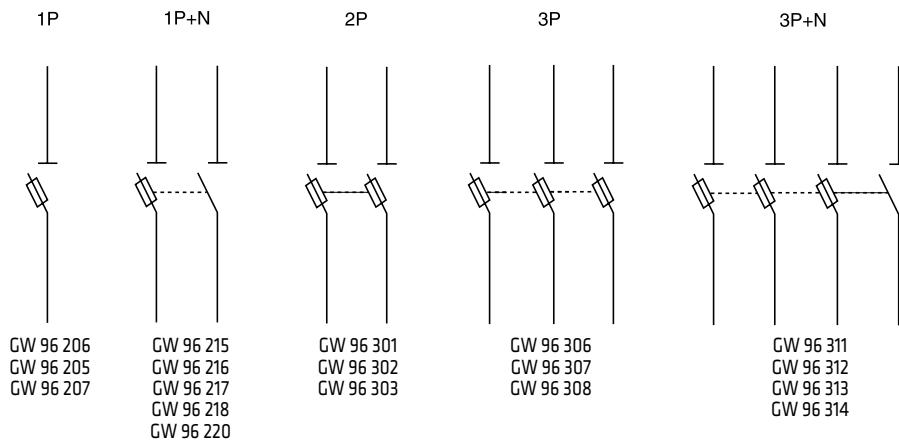 1P
1P+N
2P
3P
3P+N
GW 96 206
GW 96 205
GW 96 207
GW 96 215
GW 96 216
GW 96 217
GW 96 218
GW 96 220
GW 96 301
GW 96 302
GW 96 303
GW 96 306
GW 96 307
GW 96 308
GW 96 311
GW 96 312
GW 96 313
GW 96 314